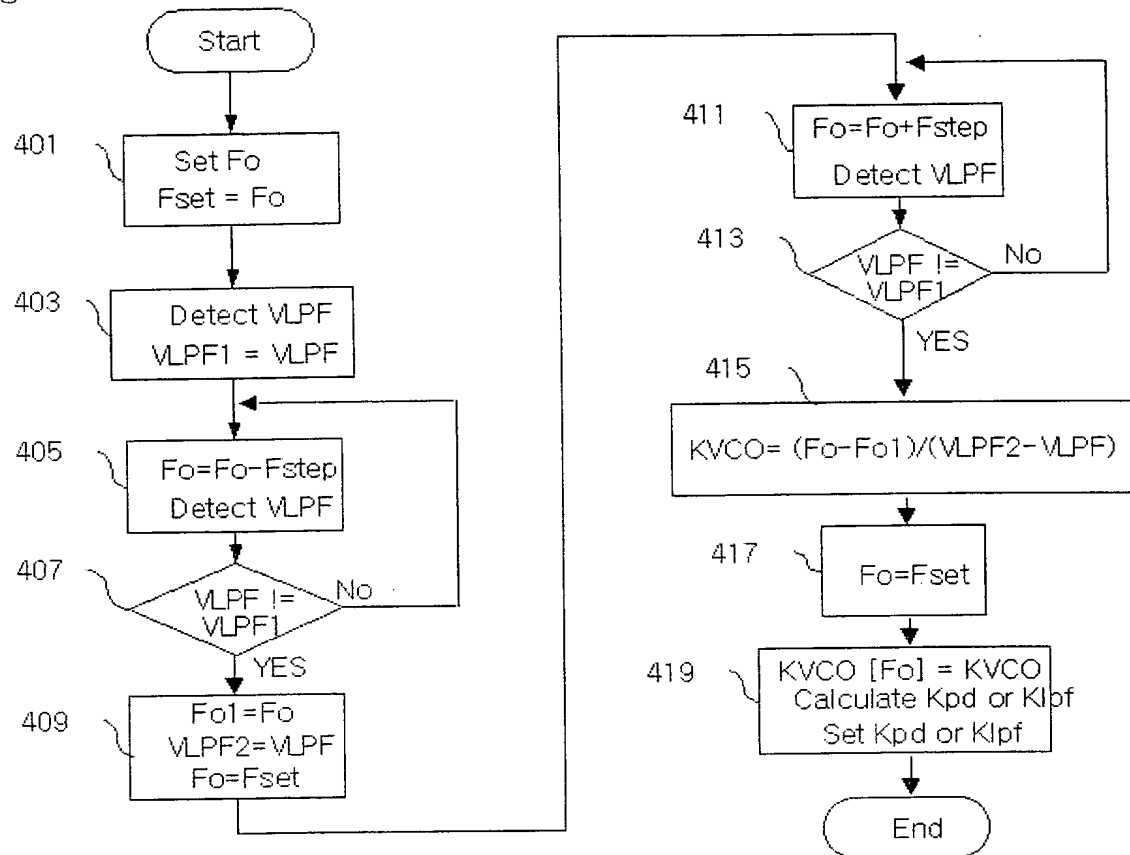 Start
401
Set Fo
Fset = Fo
403
Detect VLPF
VLPF1 = VLPF
405
Fo=Fo-Fstep
Detect VLPF
407
VLPF !=
VLPF1
No
YES
409
Fo1=Fo
VLPF2=VLPF
Fo=Fset
411
Fo=Fo+Fstep
Detect VLPF
413
VLPF !=
VLPF1
No
YES
415
KVCO= (Fo-Fo1)/(VLPF2-VLPF)
417
Fo=Fset
419
KVCO [Fo] = KVCO
Calculate Kpd or Klpf
Set Kpd or Klpf
End